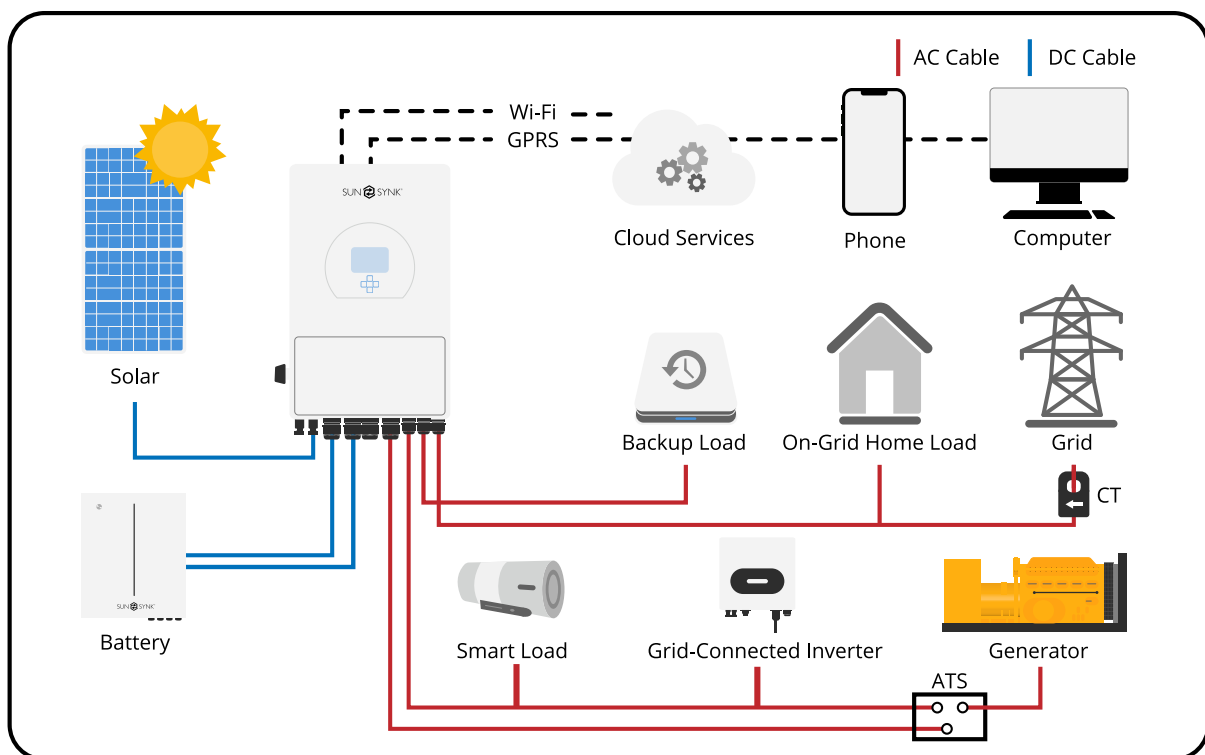 AC Cable
DC Cable
Wi-Fi
GPRS
SUN SYNK
Cloud Services
Phone
Computer
Solar
Backup Load
On-Grid Home Load
Grid
CT
SUN SYNK
Battery
Smart Load
Grid-Connected Inverter
Generator
ATS